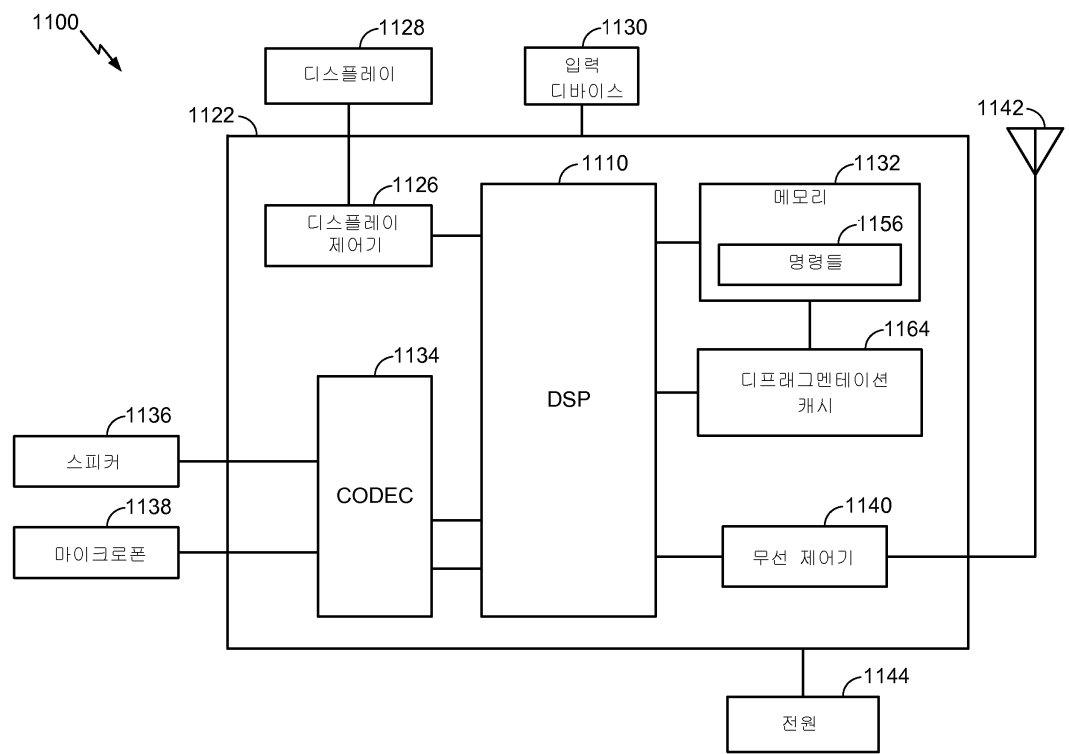 1100
1128
디스플레이
1130
입력
디바이스
1122
1142
1126
디스플레이
제어기
1110
DSP
1132
메모리
1156
명령들
1164
디프래그멘테이션
캐시
1134
CODEC
1136
스피커
1138
마이크로폰
1140
무선 제어기
1144
전원